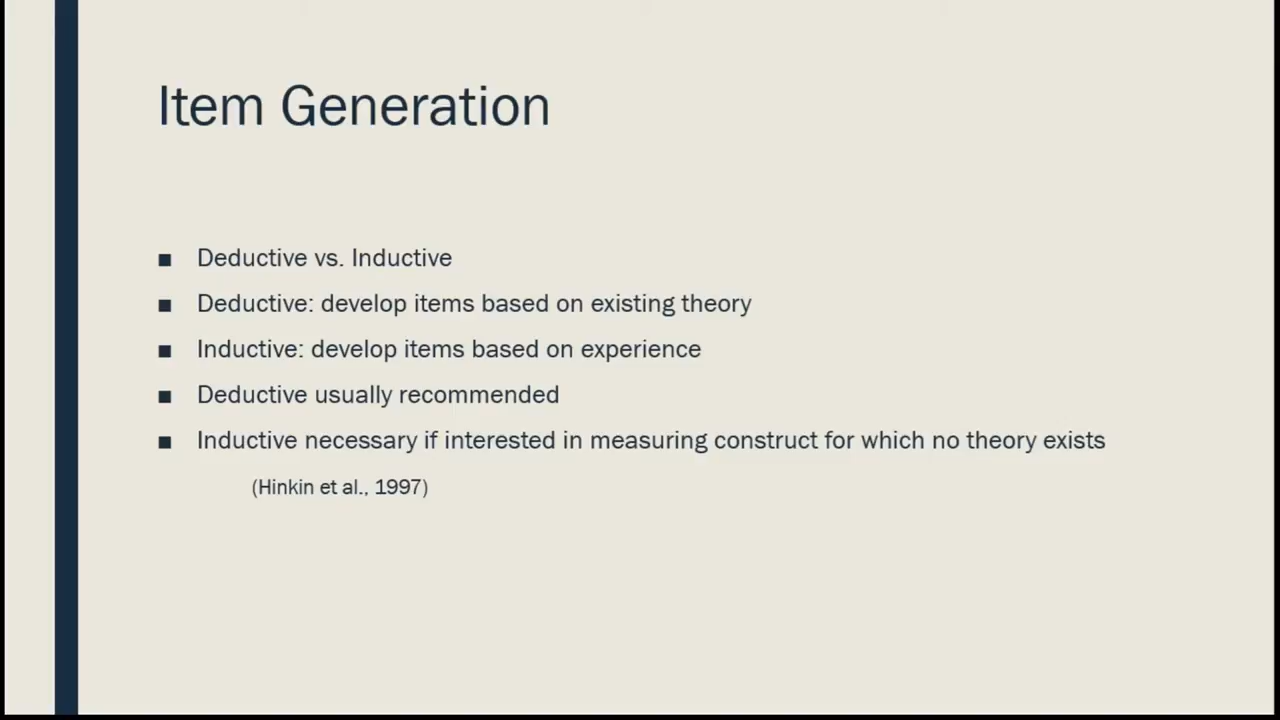 Item Generation
■ Deductive vs. Inductive
■ Deductive: develop items based on existing theory
■ Inductive: develop items based on experience
■ Deductive usually recommended
■ Inductive necessary if interested in measuring construct for which no theory exists
(Hinkin et al., 1997)